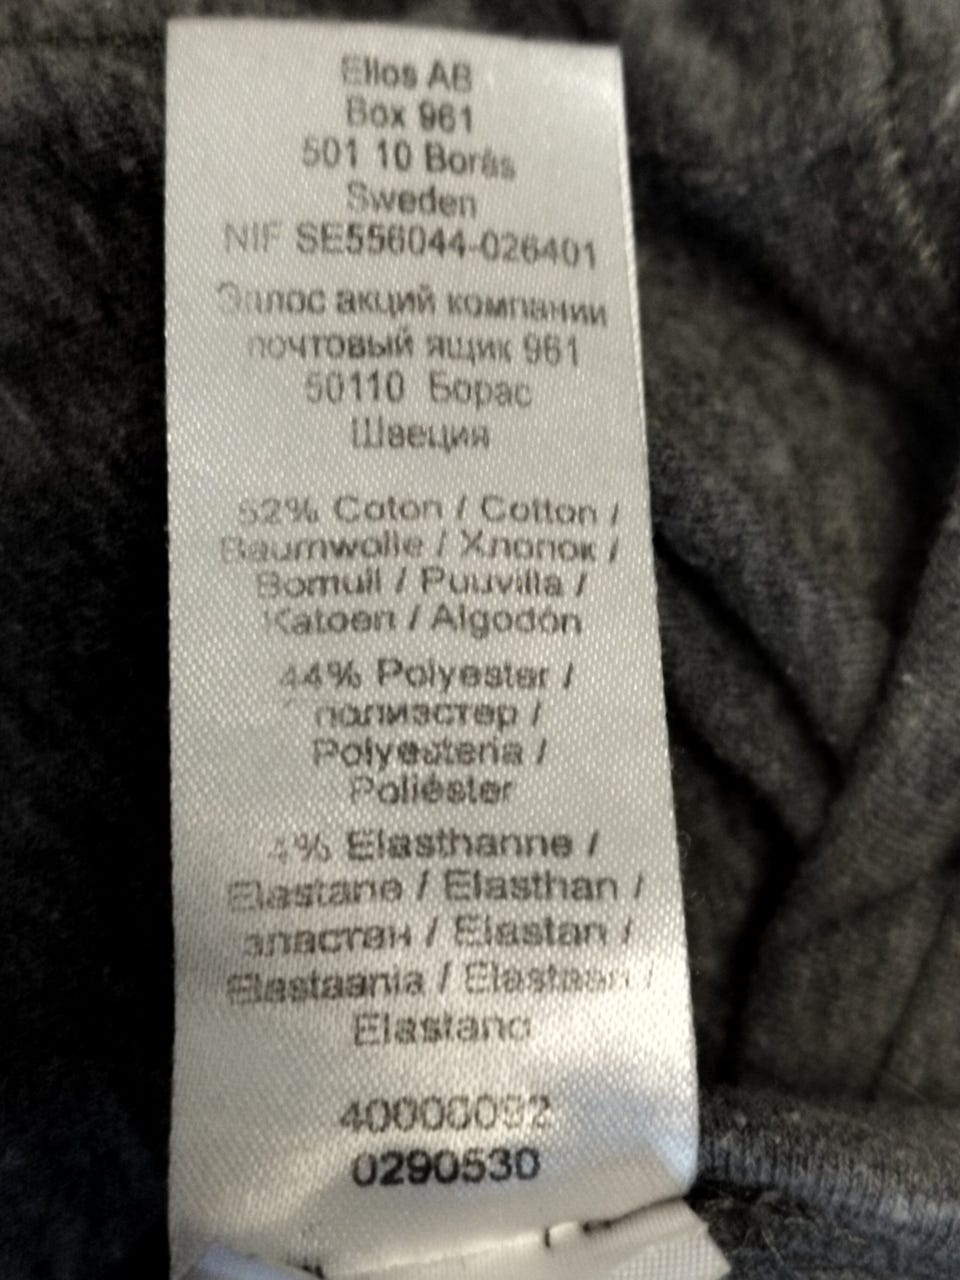 Ellos AB
Box 961
501 10 Borås
Sweden
NIF SE556044-026401
Эллос акций компании
почтовый ящик 961
50110 Борас
Швеция
52% Coton / Cotton /
Baumwolle / Хлопок /
Bomull / Puuvilla /
Katoen / Algodón
44% Polyester /
полиэстер /
Polyesteria /
Poliéster
4% Elasthanne /
Elastane / Elasthan /
эластан / Elastan /
Elastaania / Elastaan /
Elastano
0290530